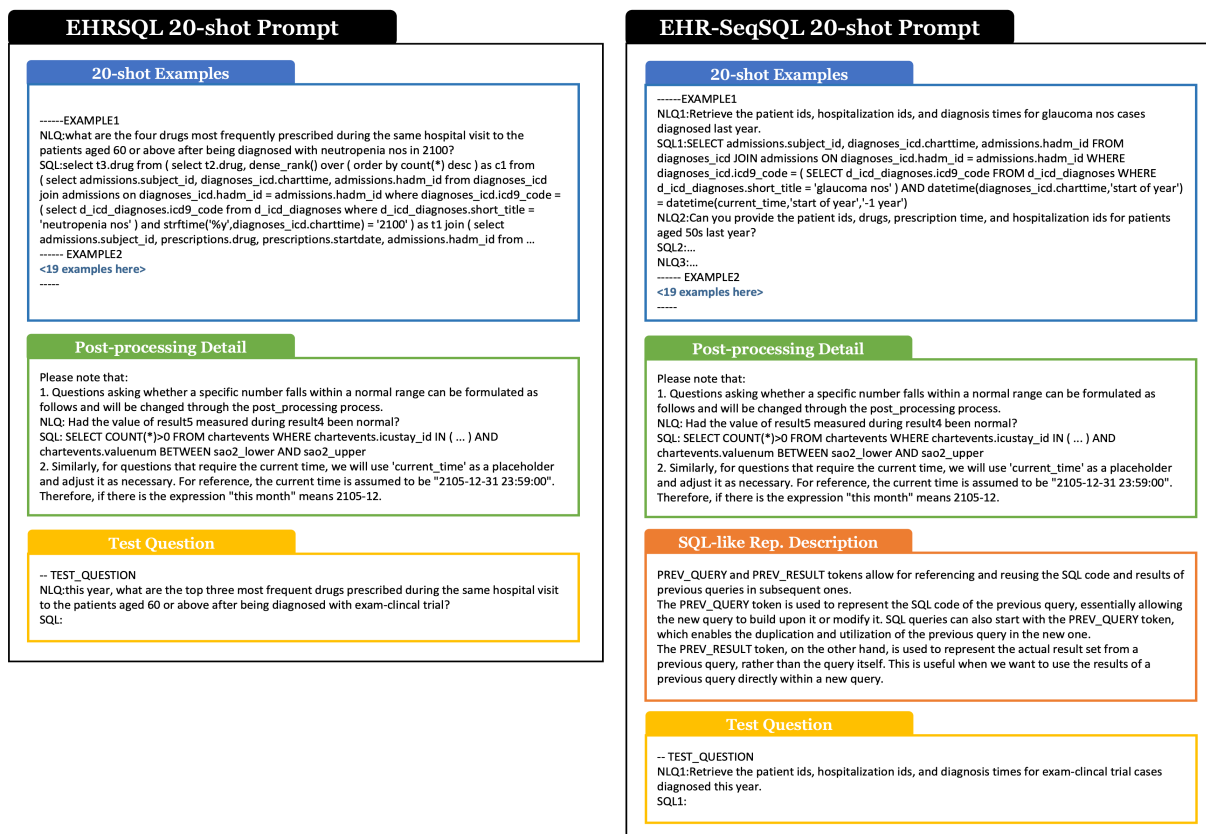 EHRSQL 20-shot Prompt
20-shot Examples
------EXAMPLE1
NLQ:what are the four drugs most frequently prescribed during the same hospital visit to the
patients aged 60 or above after being diagnosed with neutropenia nos in 2100?
SQL:select t3.drug from ( select t2.drug, dense_rank() over ( order by count(*) desc ) as c1 from
( select admissions.subject_id, diagnoses_icd.charttime, admissions.hadm_id from diagnoses_icd
join admissions on diagnoses_icd.hadm_id = admissions.hadm_id where diagnoses_icd.icd9_code =
( select d_icd_diagnoses.icd9_code from d_icd_diagnoses where d_icd_diagnoses.short_title =
'neutropenia nos' ) and strftime('%y',diagnoses_icd.charttime) = '2100' ) as t1 join ( select
admissions.subject_id, prescriptions.drug, prescriptions.startdate, admissions.hadm_id from ...
------ EXAMPLE2
<19 examples here>
-----
Post-processing Detail
Please note that:
1. Questions asking whether a specific number falls within a normal range can be formulated as
follows and will be changed through the post_processing process.
NLQ: Had the value of result5 measured during result4 been normal?
SQL: SELECT COUNT(*)>0 FROM chartevents WHERE chartevents.icustay_id IN ( ... ) AND
chartevents.valuenum BETWEEN sao2_lower AND sao2_upper
2. Similarly, for questions that require the current time, we will use 'current_time' as a placeholder
and adjust it as necessary. For reference, the current time is assumed to be "2105-12-31 23:59:00".
Therefore, if there is the expression "this month" means 2105-12.
Test Question
-- TEST_QUESTION
NLQ:this year, what are the top three most frequent drugs prescribed during the same hospital visit
to the patients aged 60 or above after being diagnosed with exam-clincal trial?
SQL:
EHR-SeqSQL 20-shot Prompt
20-shot Examples
------EXAMPLE1
NLQ1:Retrieve the patient ids, hospitalization ids, and diagnosis times for glaucoma nos cases
diagnosed last year.
SQL1:SELECT admissions.subject_id, diagnoses_icd.charttime, admissions.hadm_id FROM
diagnoses_icd JOIN admissions ON diagnoses_icd.hadm_id = admissions.hadm_id WHERE
diagnoses_icd.icd9_code = ( SELECT d_icd_diagnoses.icd9_code FROM d_icd_diagnoses WHERE
d_icd_diagnoses.short_title = 'glaucoma nos' ) AND datetime(diagnoses_icd.charttime,'start of year')
= datetime(current_time,'start of year','-1 year')
NLQ2:Can you provide the patient ids, drugs, prescription time, and hospitalization ids for patients
aged 50s last year?
SQL2:...
NLQ3:...
------ EXAMPLE2
<19 examples here>
-----
Post-processing Detail
Please note that:
1. Questions asking whether a specific number falls within a normal range can be formulated as
follows and will be changed through the post_processing process.
NLQ: Had the value of result5 measured during result4 been normal?
SQL: SELECT COUNT(*)>0 FROM chartevents WHERE chartevents.icustay_id IN ( ... ) AND
chartevents.valuenum BETWEEN sao2_lower AND sao2_upper
2. Similarly, for questions that require the current time, we will use 'current_time' as a placeholder
and adjust it as necessary. For reference, the current time is assumed to be "2105-12-31 23:59:00".
Therefore, if there is the expression "this month" means 2105-12.
SQL-like Rep. Description
PREV_QUERY and PREV_RESULT tokens allow for referencing and reusing the SQL code and results of
previous queries in subsequent ones.
The PREV_QUERY token is used to represent the SQL code of the previous query, essentially allowing
the new query to build upon it or modify it. SQL queries can also start with the PREV_QUERY token,
which enables the duplication and utilization of the previous query in the new one.
The PREV_RESULT token, on the other hand, is used to represent the actual result set from a
previous query, rather than the query itself. This is useful when we want to use the results of a
previous query directly within a new query.
Test Question
-- TEST_QUESTION
NLQ1:Retrieve the patient ids, hospitalization ids, and diagnosis times for exam-clincal trial cases
diagnosed this year.
SQL1: